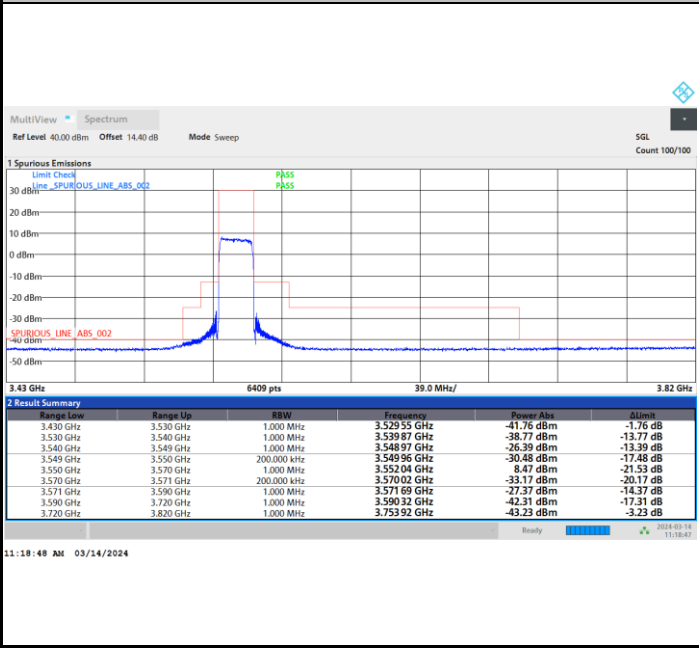 MultiView Spectrum
Ref Level 40.00 dBm Offset 14.40 dB Mode Sweep SGL
Count 100/100
1 Spurious Emissions
Limit Check PASS
Line _SPURIOUS_LINE_ABS_002 PASS
30 dBm
20 dBm
10 dBm
0 dBm
-10 dBm
-20 dBm
-30 dBm
SPURIOUS_LINE_ABS_002
-40 dBm
-50 dBm
3.43 GHz 6409 pts 39.0 MHz/ 3.82 GHz
2 Result Summary
Range Low Range Up RBW Frequency Power Abs ΔLimit
3.430 GHz 3.530 GHz 1.000 MHz 3.529 55 GHz -41.76 dBm -1.76 dB
3.530 GHz 3.540 GHz 1.000 MHz 3.539 87 GHz -38.77 dBm -13.77 dB
3.540 GHz 3.549 GHz 1.000 MHz 3.548 97 GHz -26.39 dBm -13.39 dB
3.549 GHz 3.550 GHz 200.000 kHz 3.549 96 GHz -30.48 dBm -17.48 dB
3.550 GHz 3.570 GHz 1.000 MHz 3.552 04 GHz 8.47 dBm -21.53 dB
3.570 GHz 3.571 GHz 200.000 kHz 3.570 02 GHz -33.17 dBm -20.17 dB
3.571 GHz 3.590 GHz 1.000 MHz 3.571 69 GHz -27.37 dBm -14.37 dB
3.590 GHz 3.720 GHz 1.000 MHz 3.590 32 GHz -42.31 dBm -17.31 dB
3.720 GHz 3.820 GHz 1.000 MHz 3.753 92 GHz -43.23 dBm -3.23 dB
Ready 2024-03-14
11:18:47
11:18:48 AM 03/14/2024